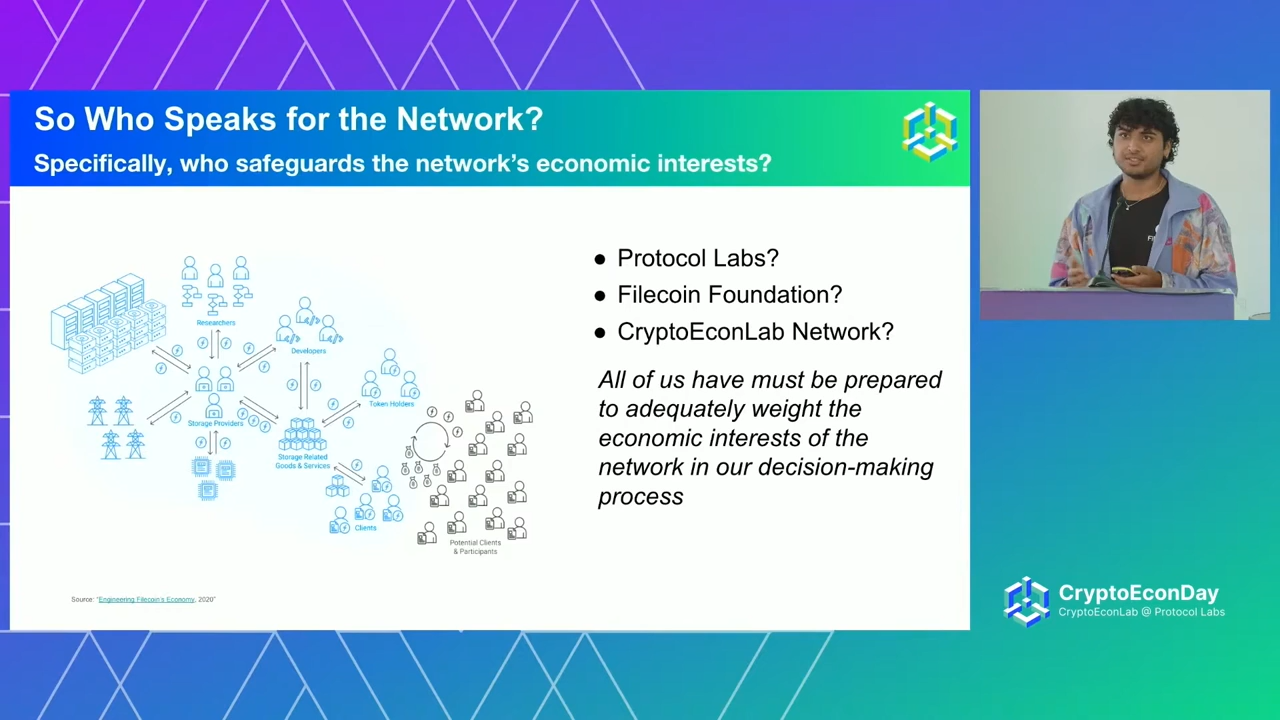 So Who Speaks for the Network?
Specifically, who safeguards the network's economic interests?
Researchers
Developers
Token Holders
Storage Providers
Storage Related
Goods & Services
Clients
Potential Clients
& Participants
Source: "Engineering Filecoin's Economy, 2020"
● Protocol Labs?
● Filecoin Foundation?
● CryptoEconLab Network?
All of us have must be prepared
to adequately weight the
economic interests of the
network in our decision-making
process
CryptoEconDay
CryptoEconLab @ Protocol Labs